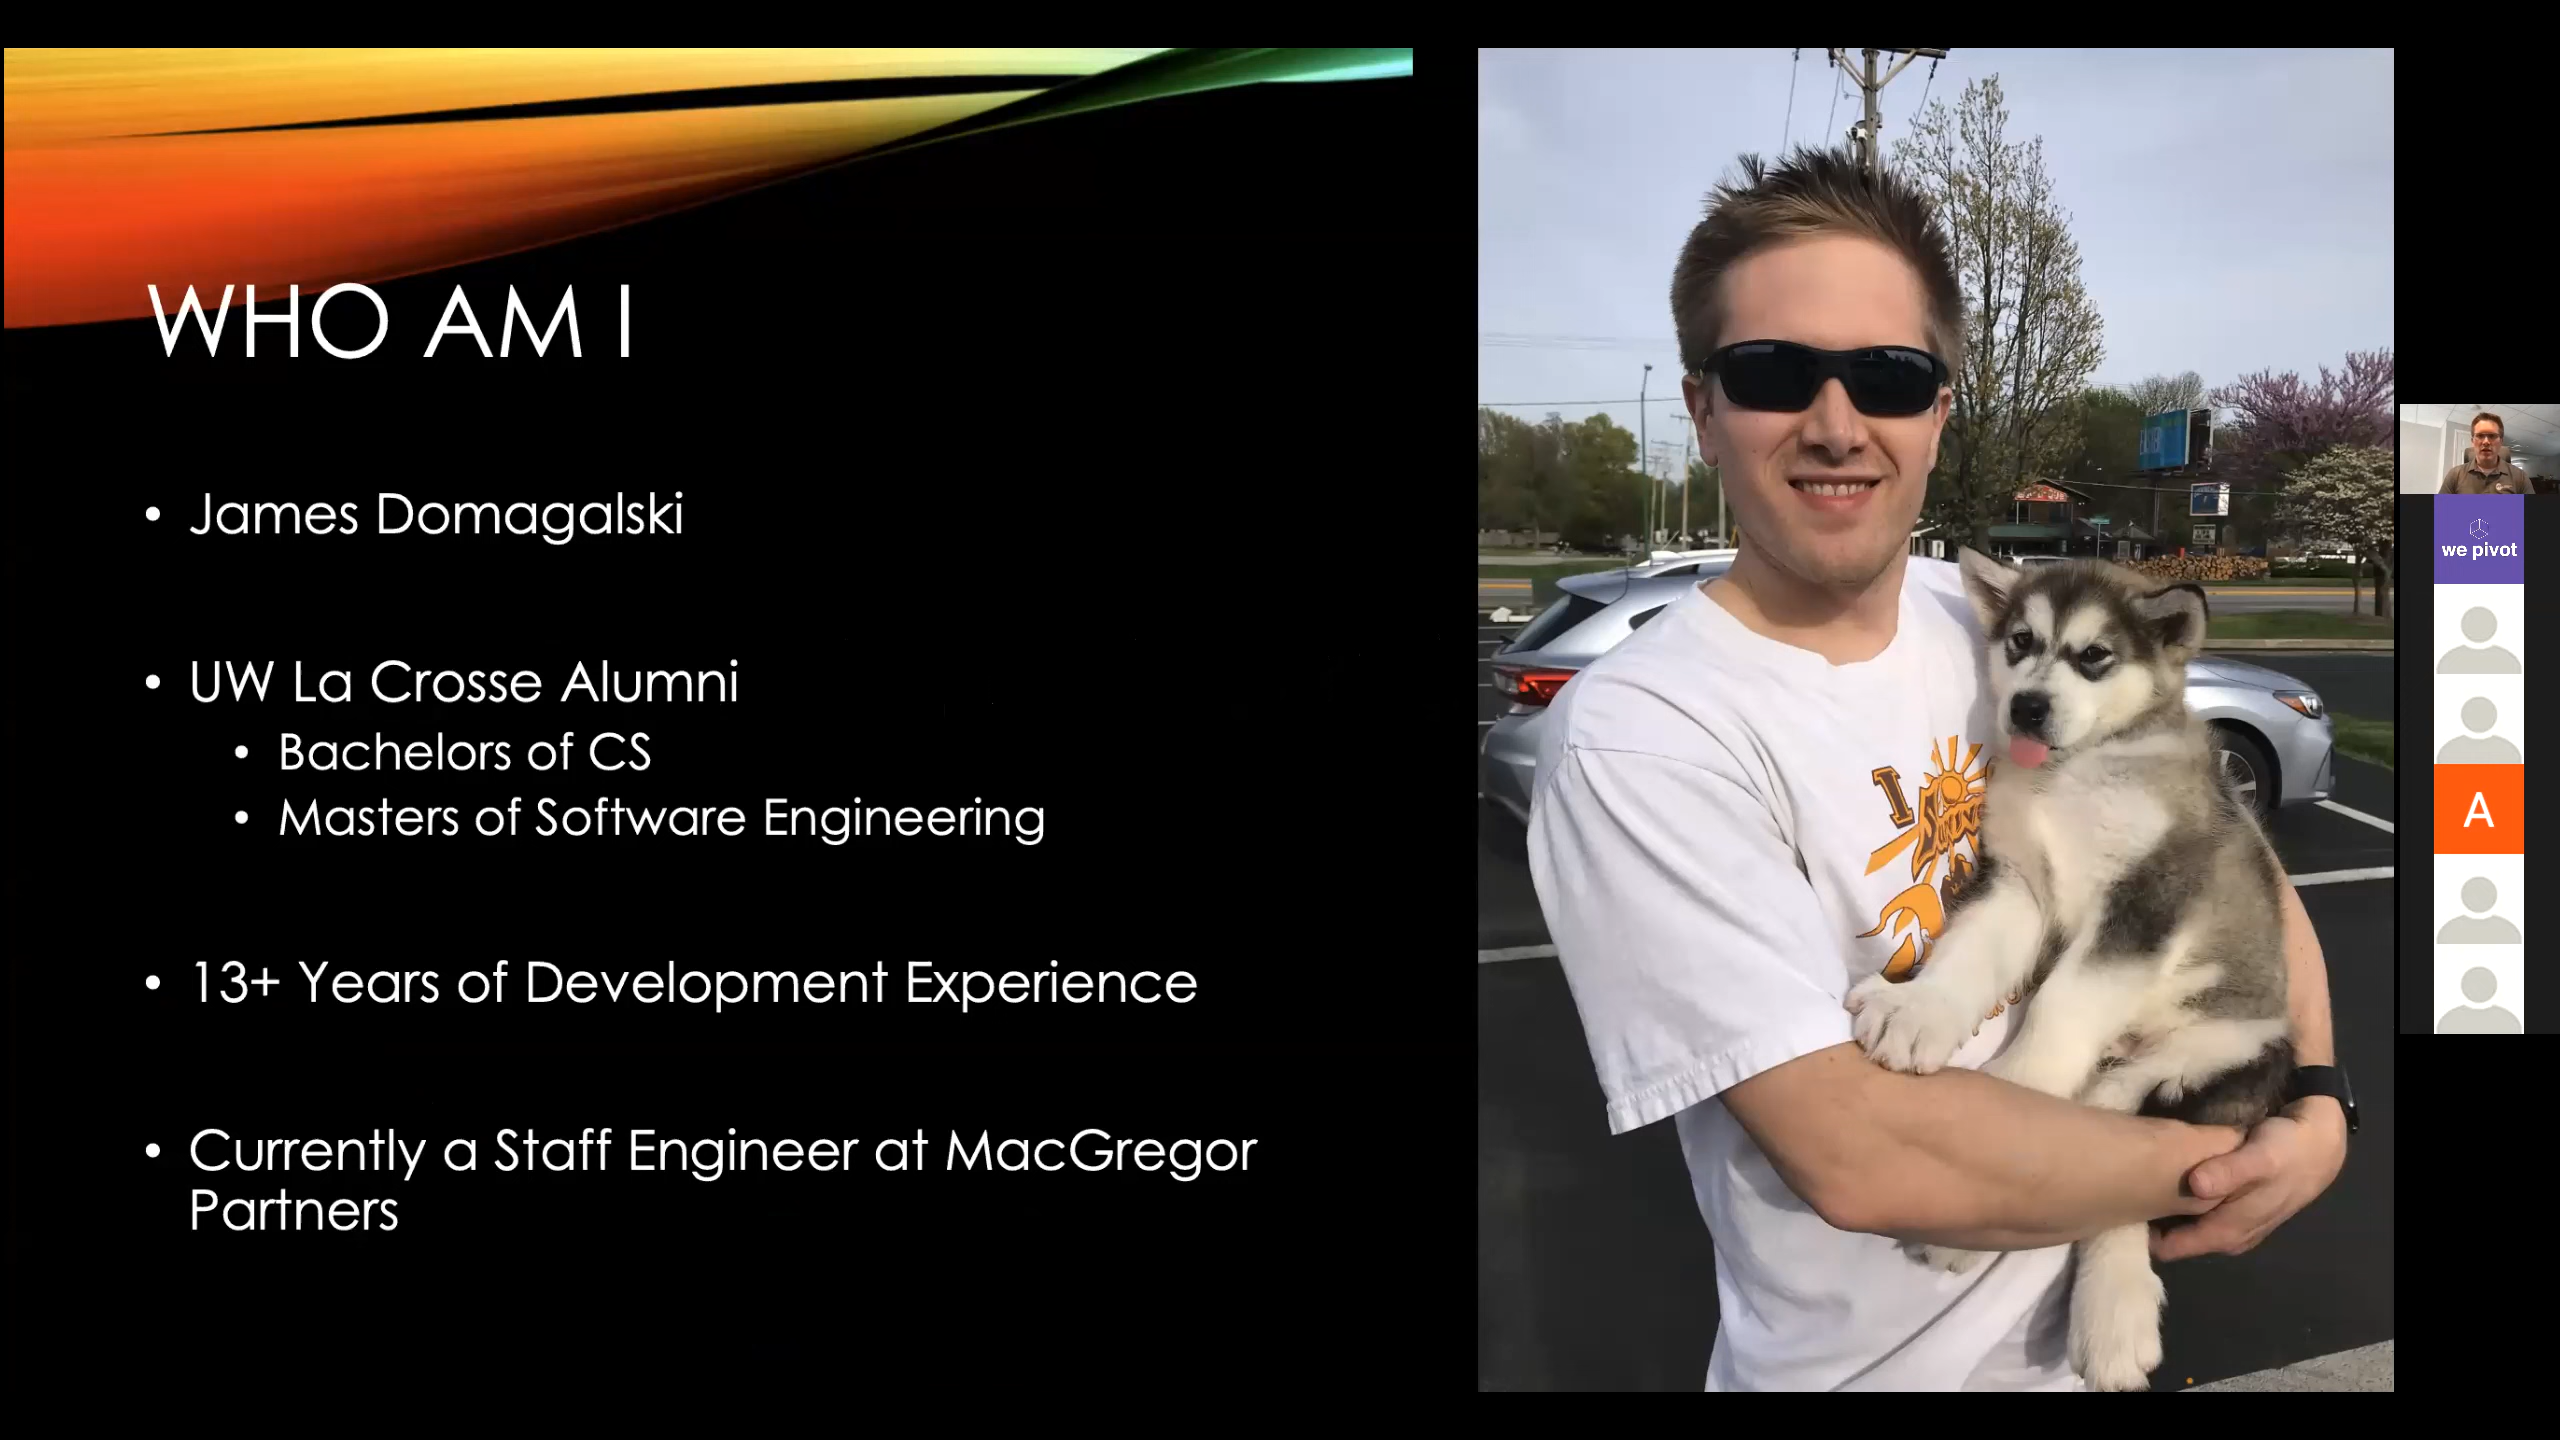 WHO AM I
• James Domagalski
• UW La Crosse Alumni
• Bachelors of CS
• Masters of Software Engineering
• 13+ Years of Development Experience
• Currently a Staff Engineer at MacGregor
Partners
I
we pivot
A